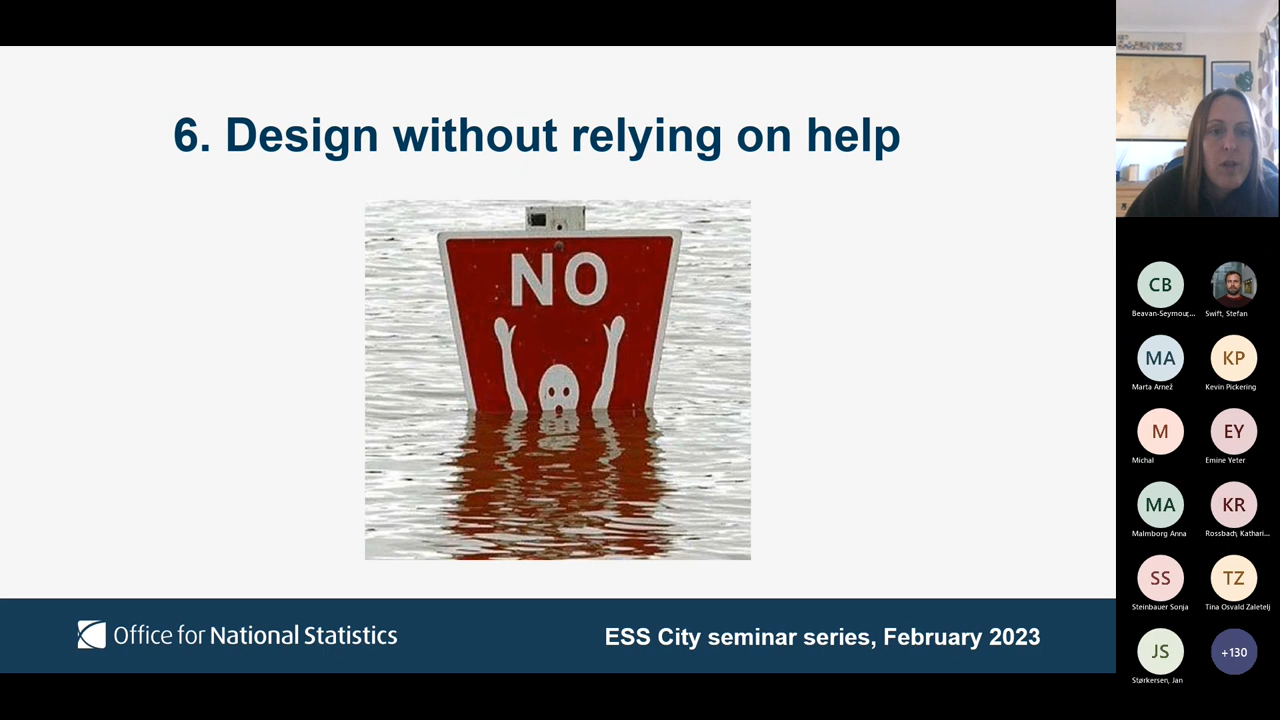 6. Design without relying on help
NO
Office for National Statistics
ESS City seminar series, February 2023
CB
Beavan-Seymour,...
Swift, Stefan
MA
Marta Arnež
KP
Kevin Pickering
M
Michal
EY
Emine Yeter
MA
Malmborg Anna
KR
Rossbach, Kathari...
SS
Steinbauer Sonja
TZ
Tina Osvald Zaletelj
JS
Størkersen, Jan
+130